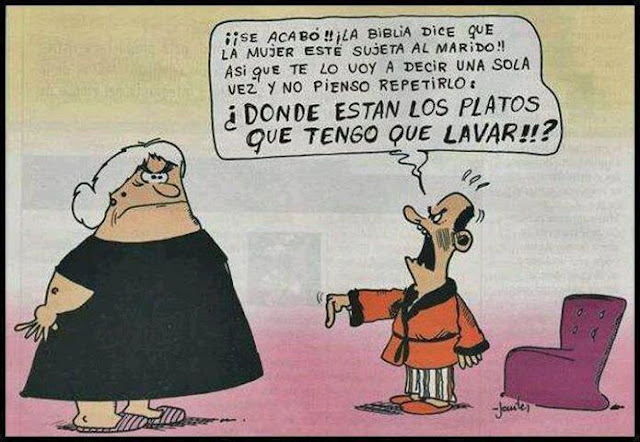 ¡¡SE ACABÓ!! ¡LA BIBLIA DICE QUE
LA MUJER ESTÉ SUJETA AL MARIDO!!
ASI QUE TE LO VOY A DECIR UNA SOLA
VEZ Y NO PIENSO REPETIRLO:
¿DONDE ESTAN LOS PLATOS
QUE TENGO QUE LAVAR!!?